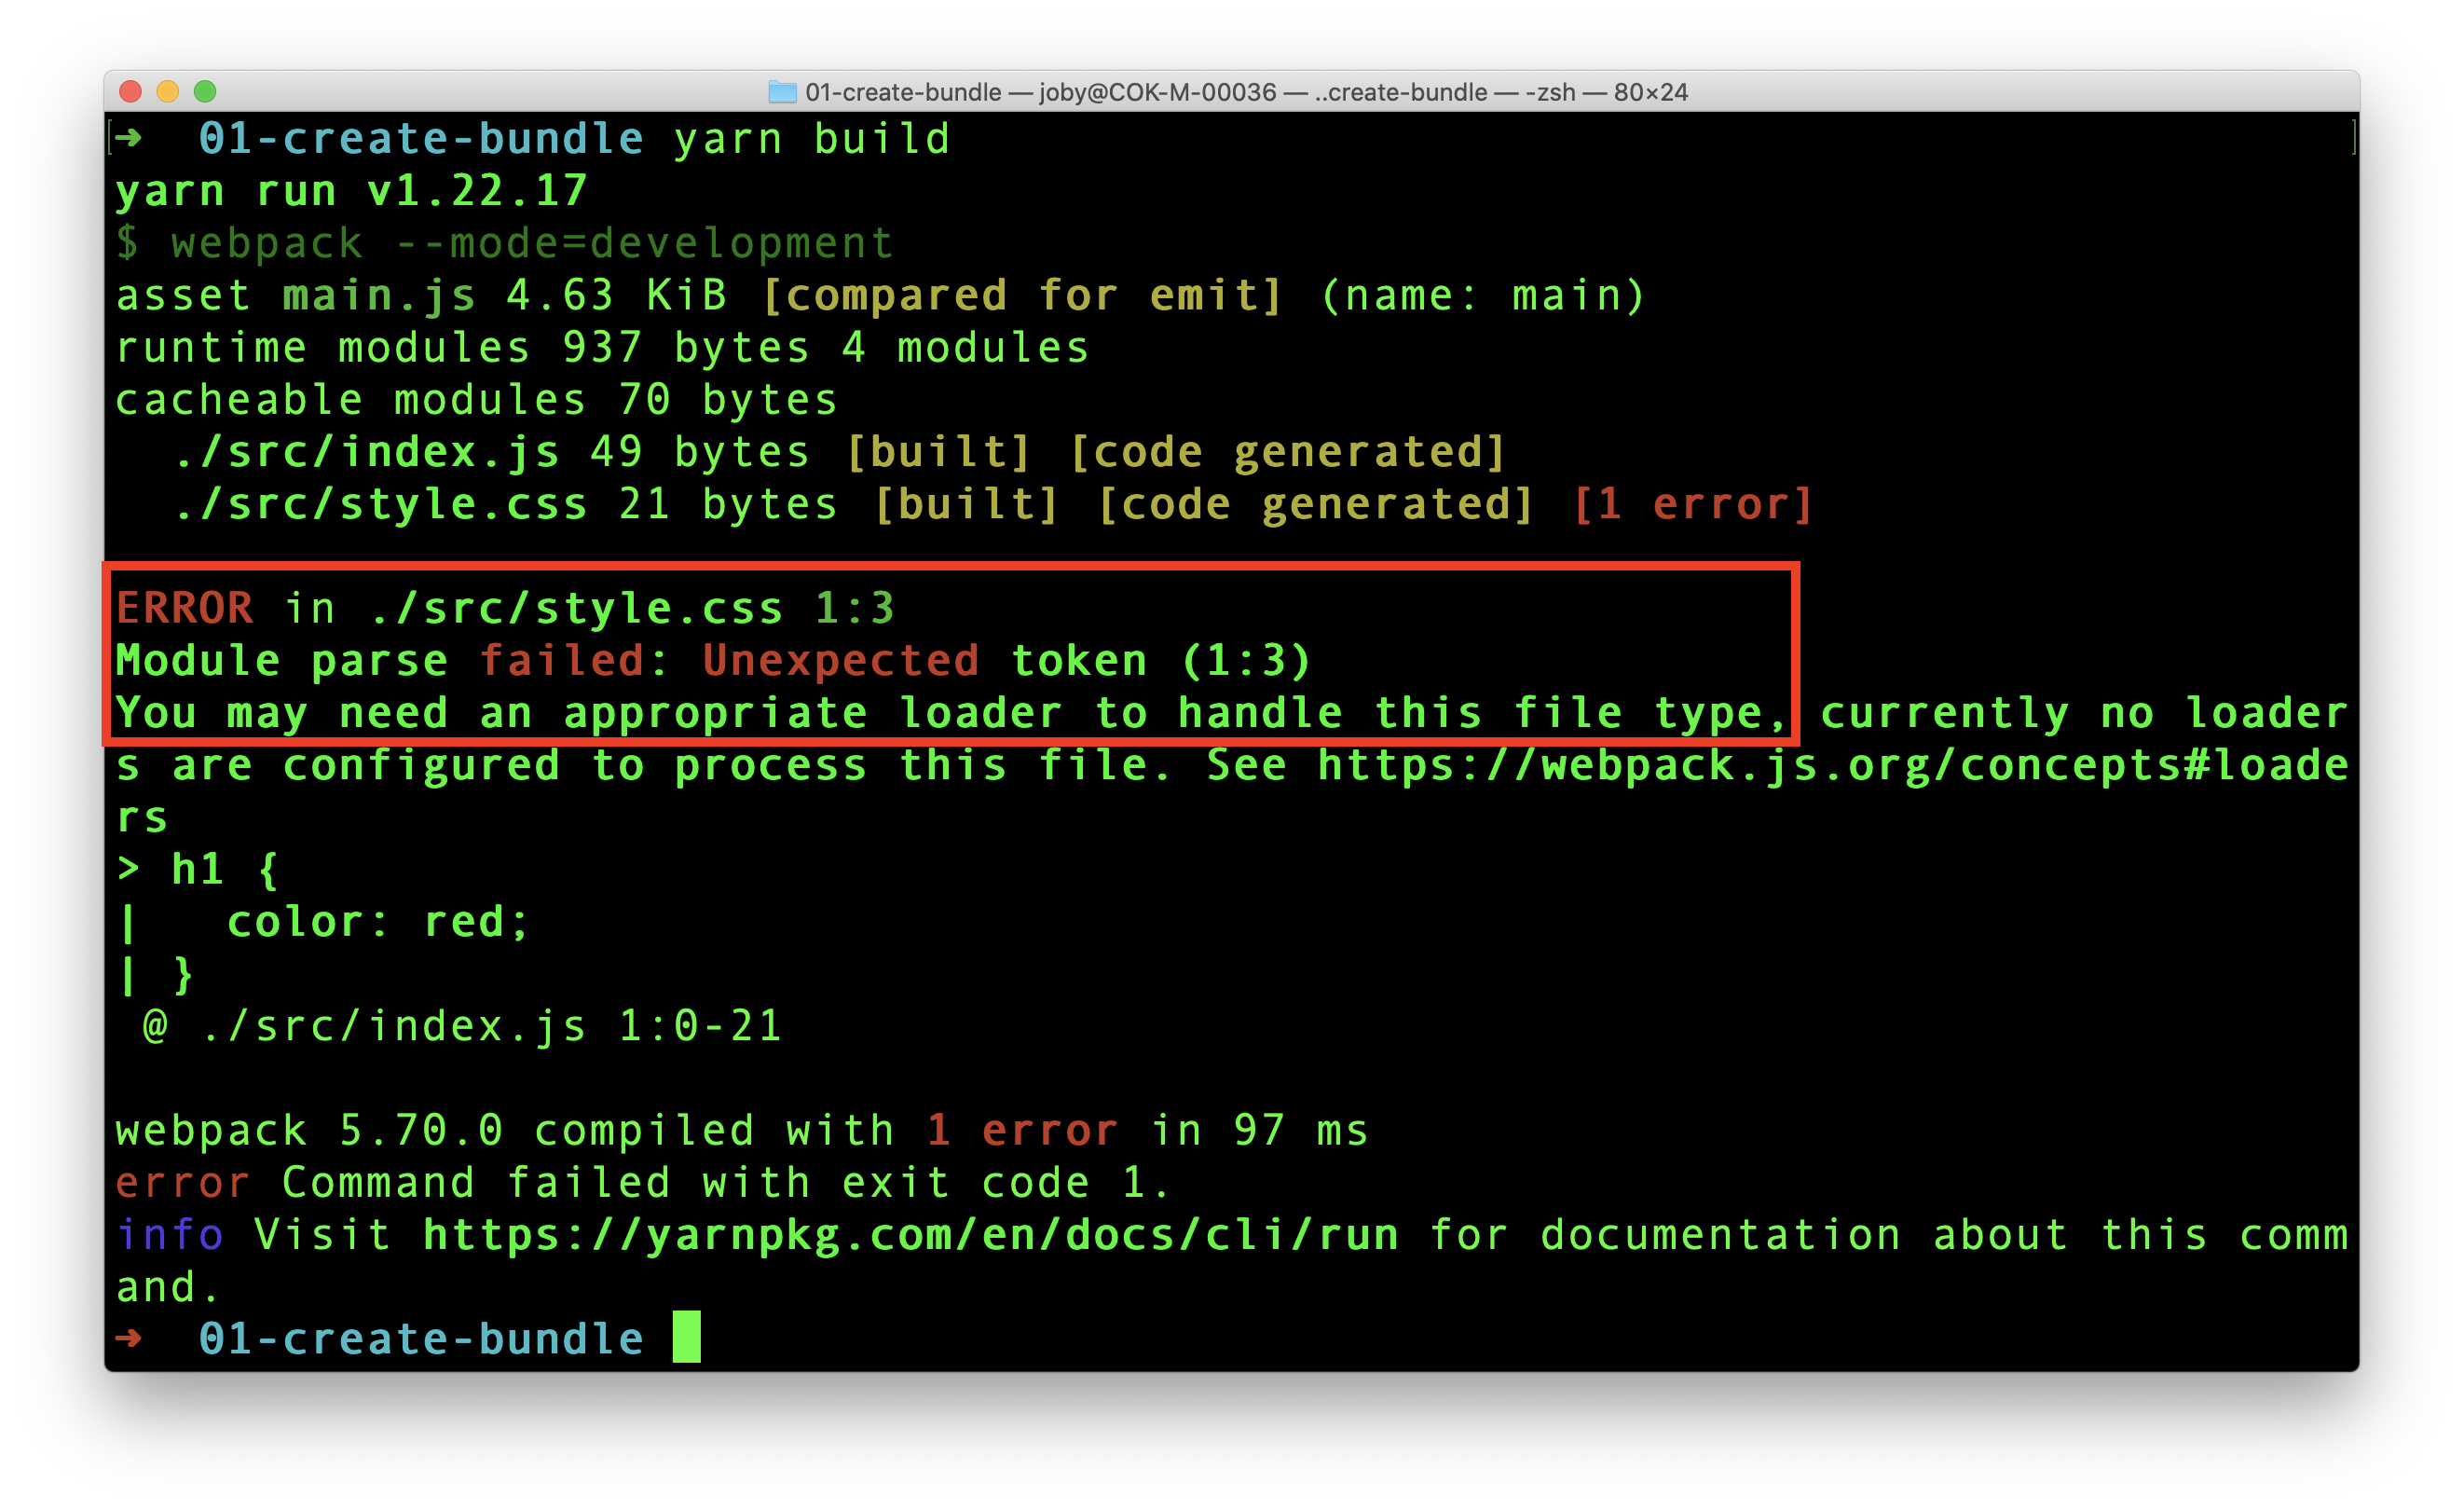 01-create-bundle — joby@COK-M-00036 — ..create-bundle — -zsh — 80×24
➜  01-create-bundle yarn build
yarn run v1.22.17
$ webpack --mode=development
asset main.js 4.63 KiB [compared for emit] (name: main)
runtime modules 937 bytes 4 modules
cacheable modules 70 bytes
  ./src/index.js 49 bytes [built] [code generated]
  ./src/style.css 21 bytes [built] [code generated] [1 error]
ERROR in ./src/style.css 1:3
Module parse failed: Unexpected token (1:3)
You may need an appropriate loader to handle this file type, currently no loader
s are configured to process this file. See https://webpack.js.org/concepts#loade
rs
> h1 {
|   color: red;
| }
 @ ./src/index.js 1:0-21
webpack 5.70.0 compiled with 1 error in 97 ms
error Command failed with exit code 1.
info Visit https://yarnpkg.com/en/docs/cli/run for documentation about this comm
and.
➜  01-create-bundle